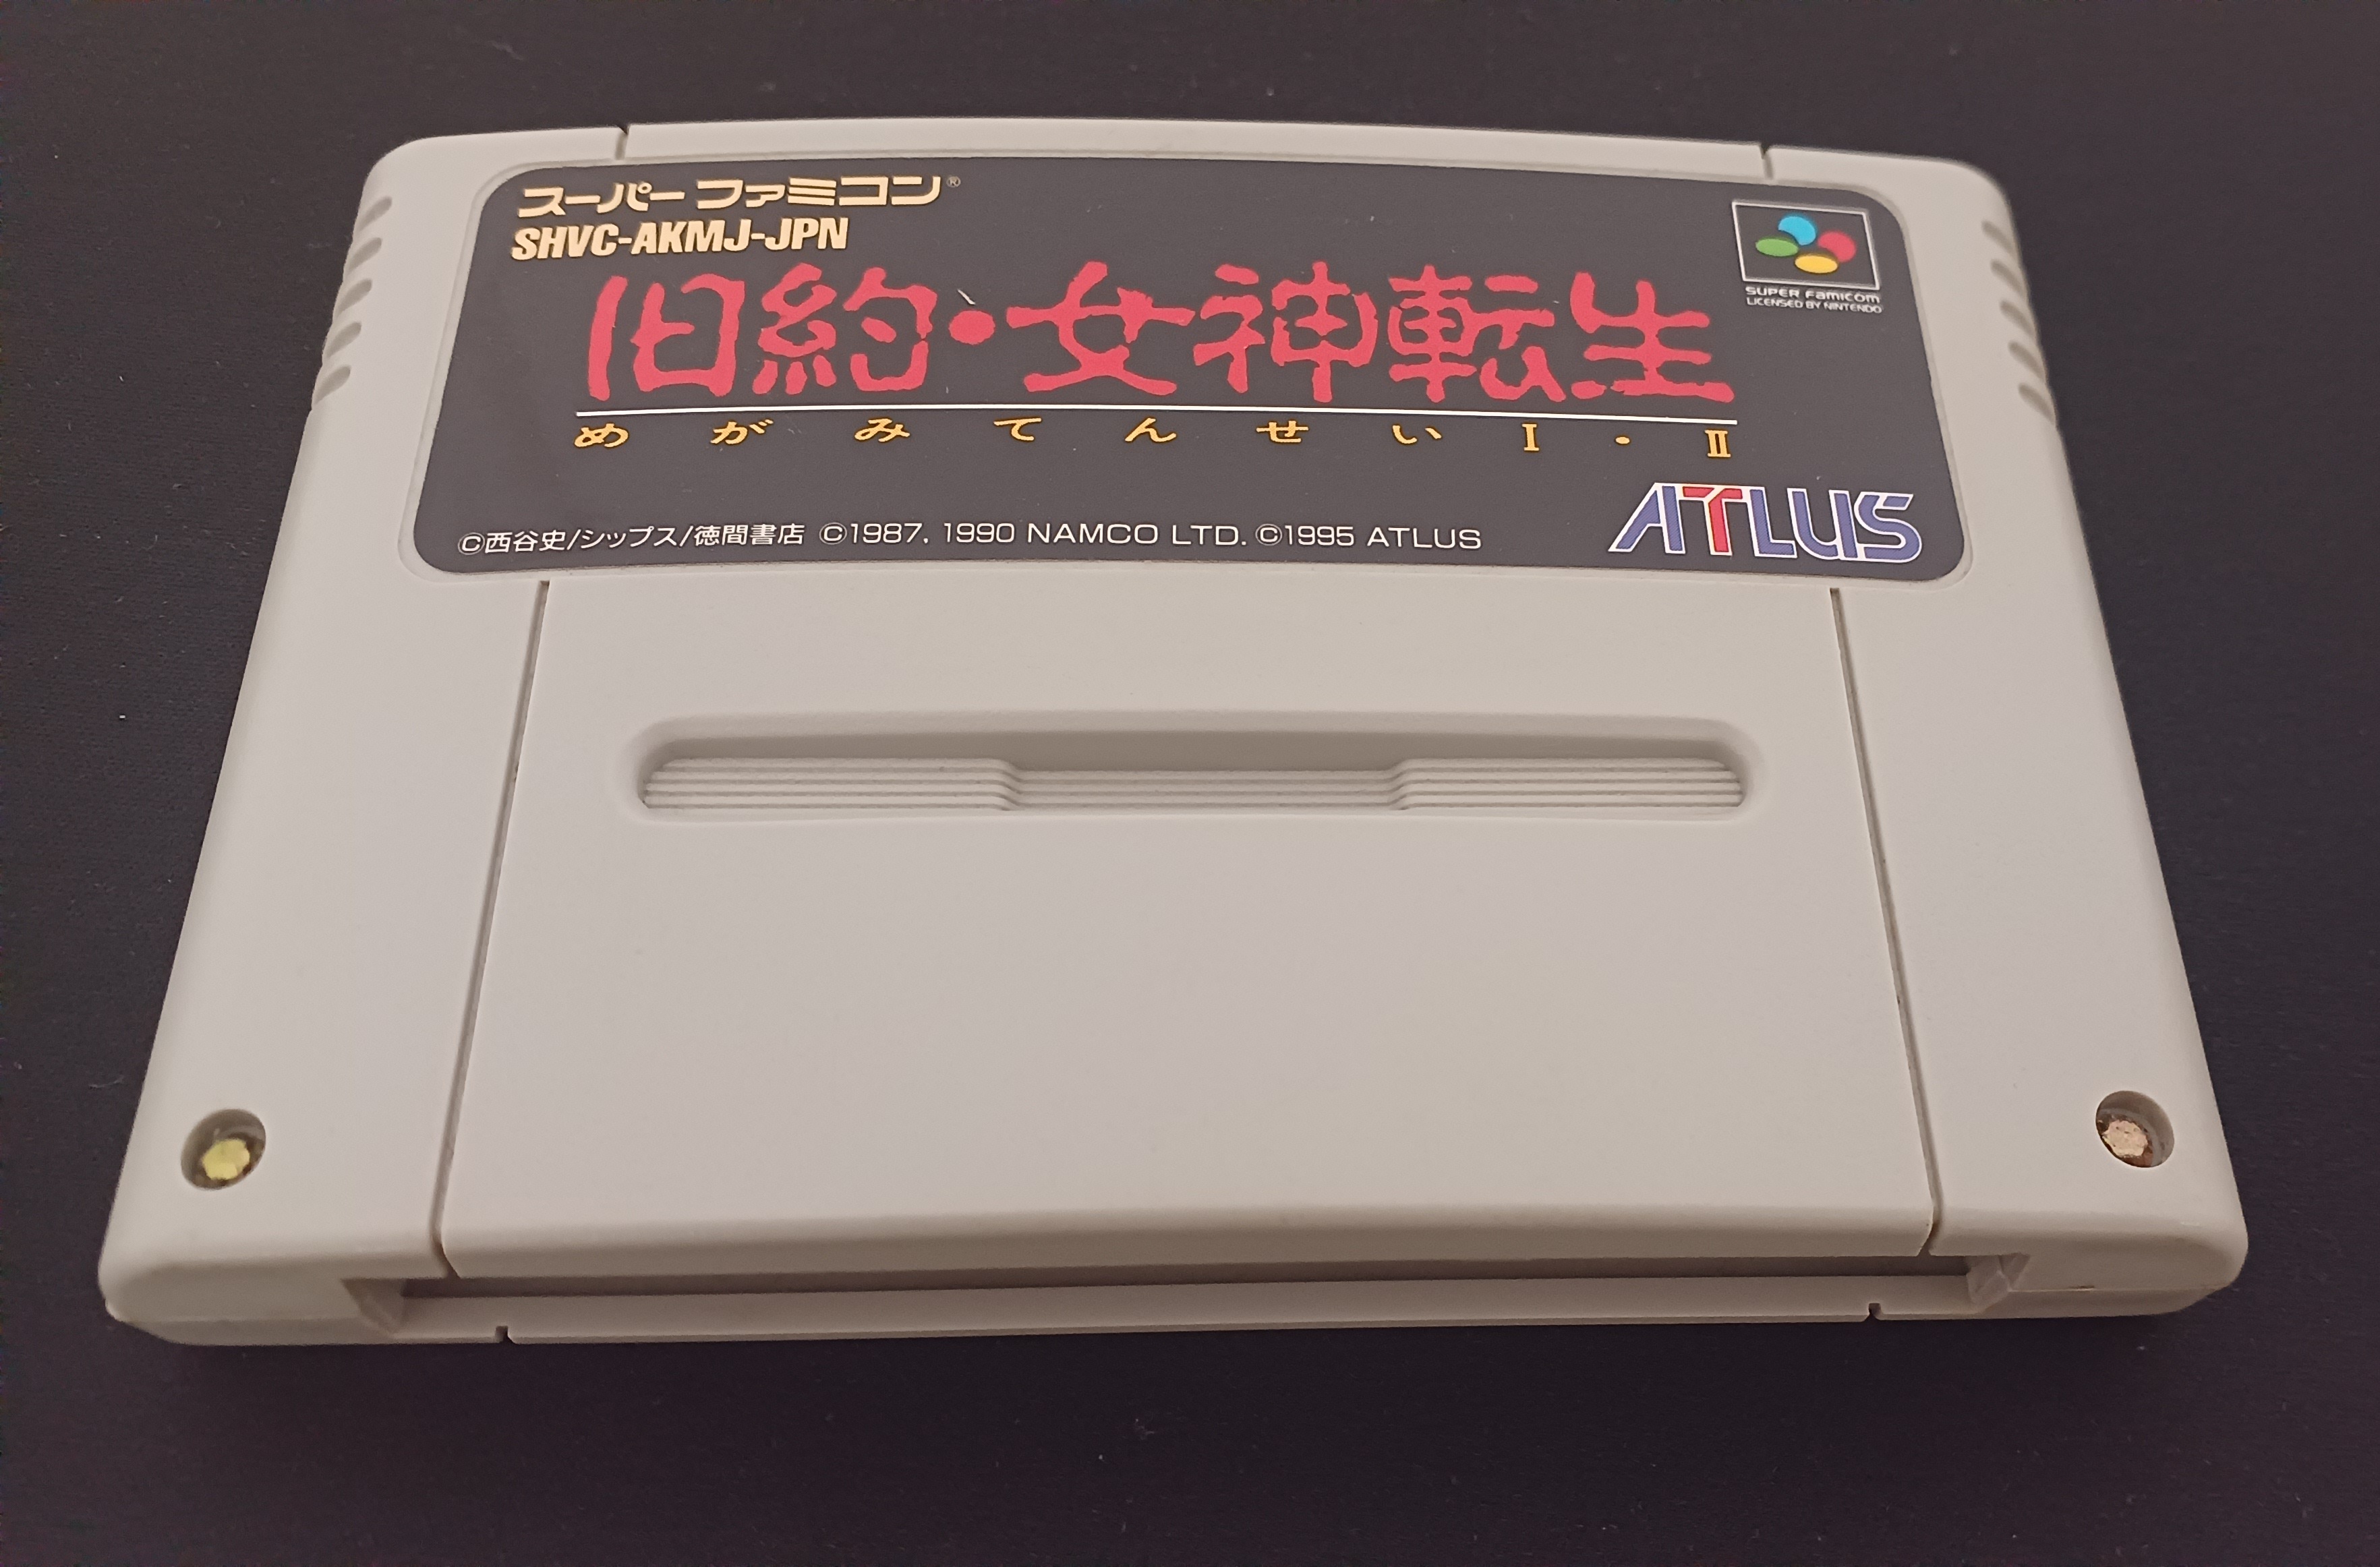 スーパーファミコン®
SHVC-AKMJ-JPN
SUPER FAMICOM
LICENSED BY NINTENDO
旧約・女神転生
めがみてんせいI・II
©西谷史/シップス/徳間書店 ©1987, 1990 NAMCO LTD. ©1995 ATLUS
ATLUS